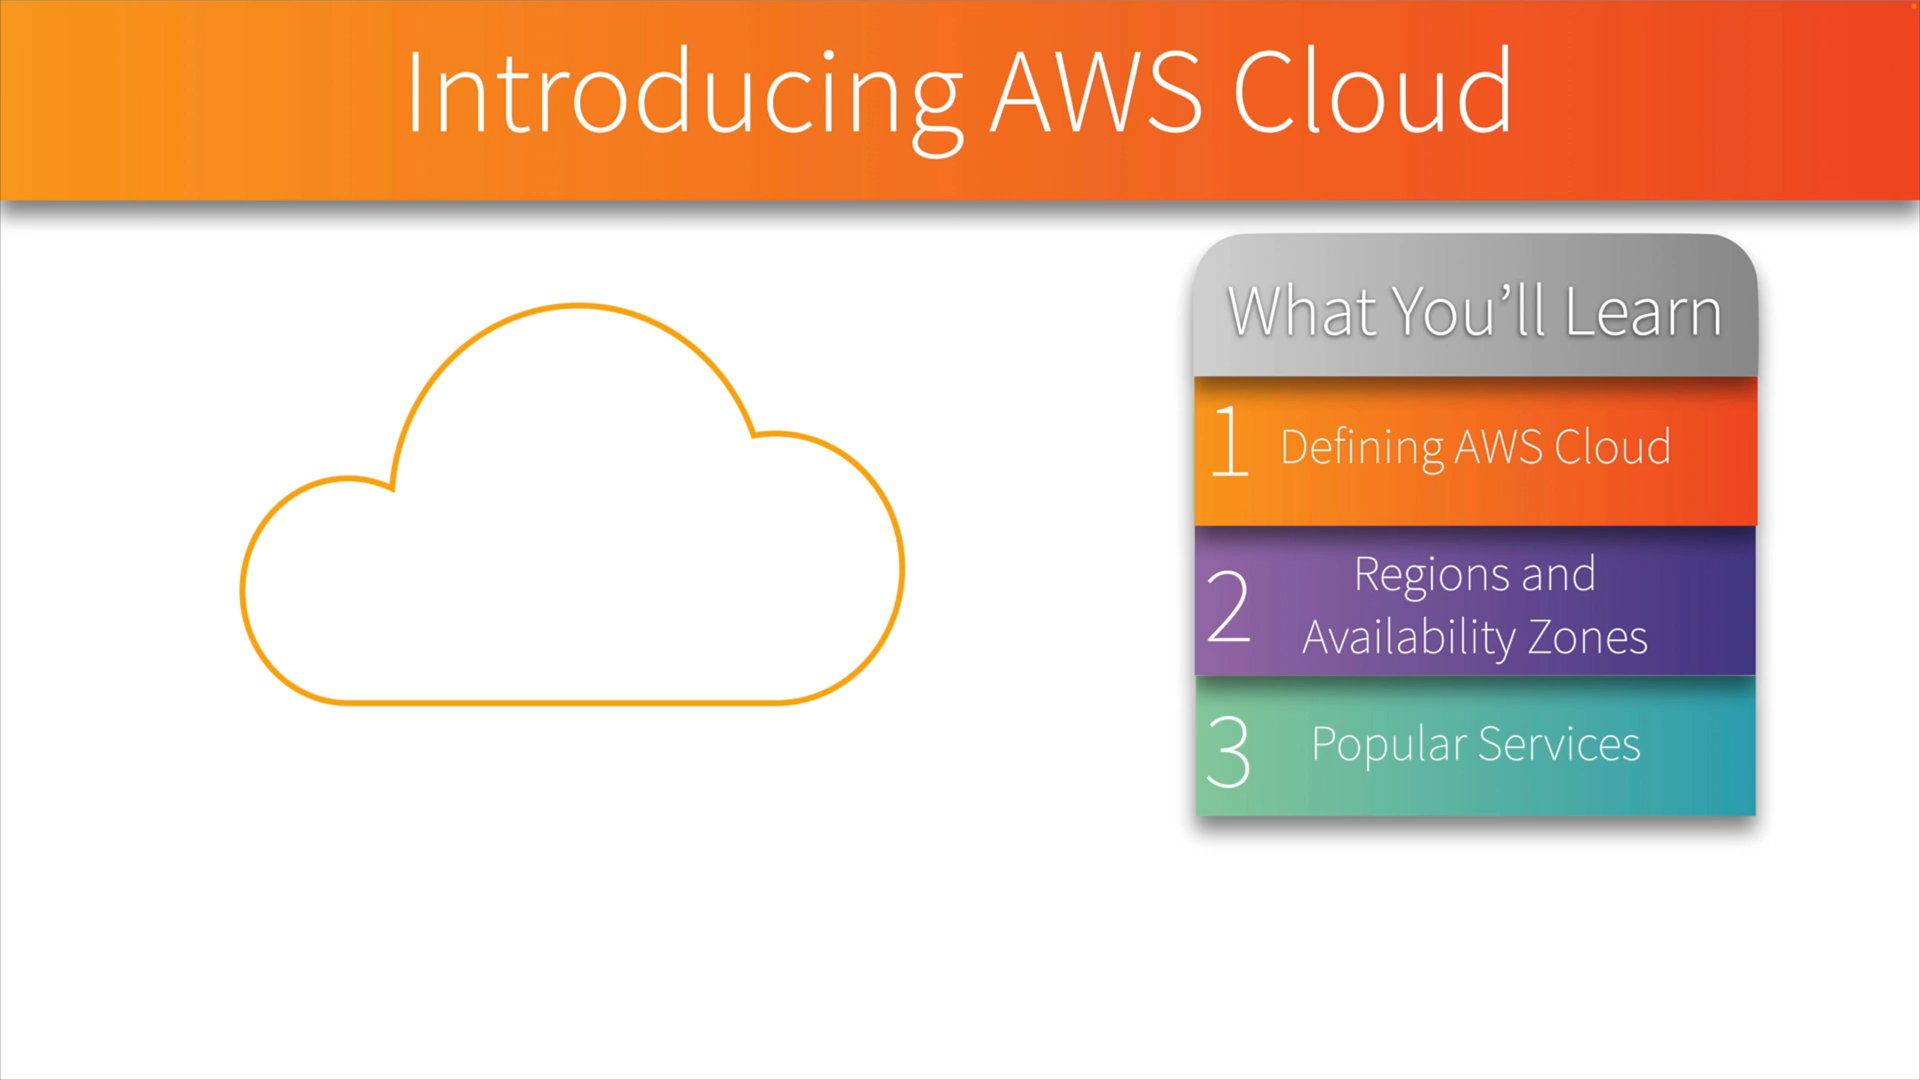 Introducing AWS Cloud
What You’ll Learn
1 Defining AWS Cloud
2 Regions and
Availability Zones
3 Popular Services